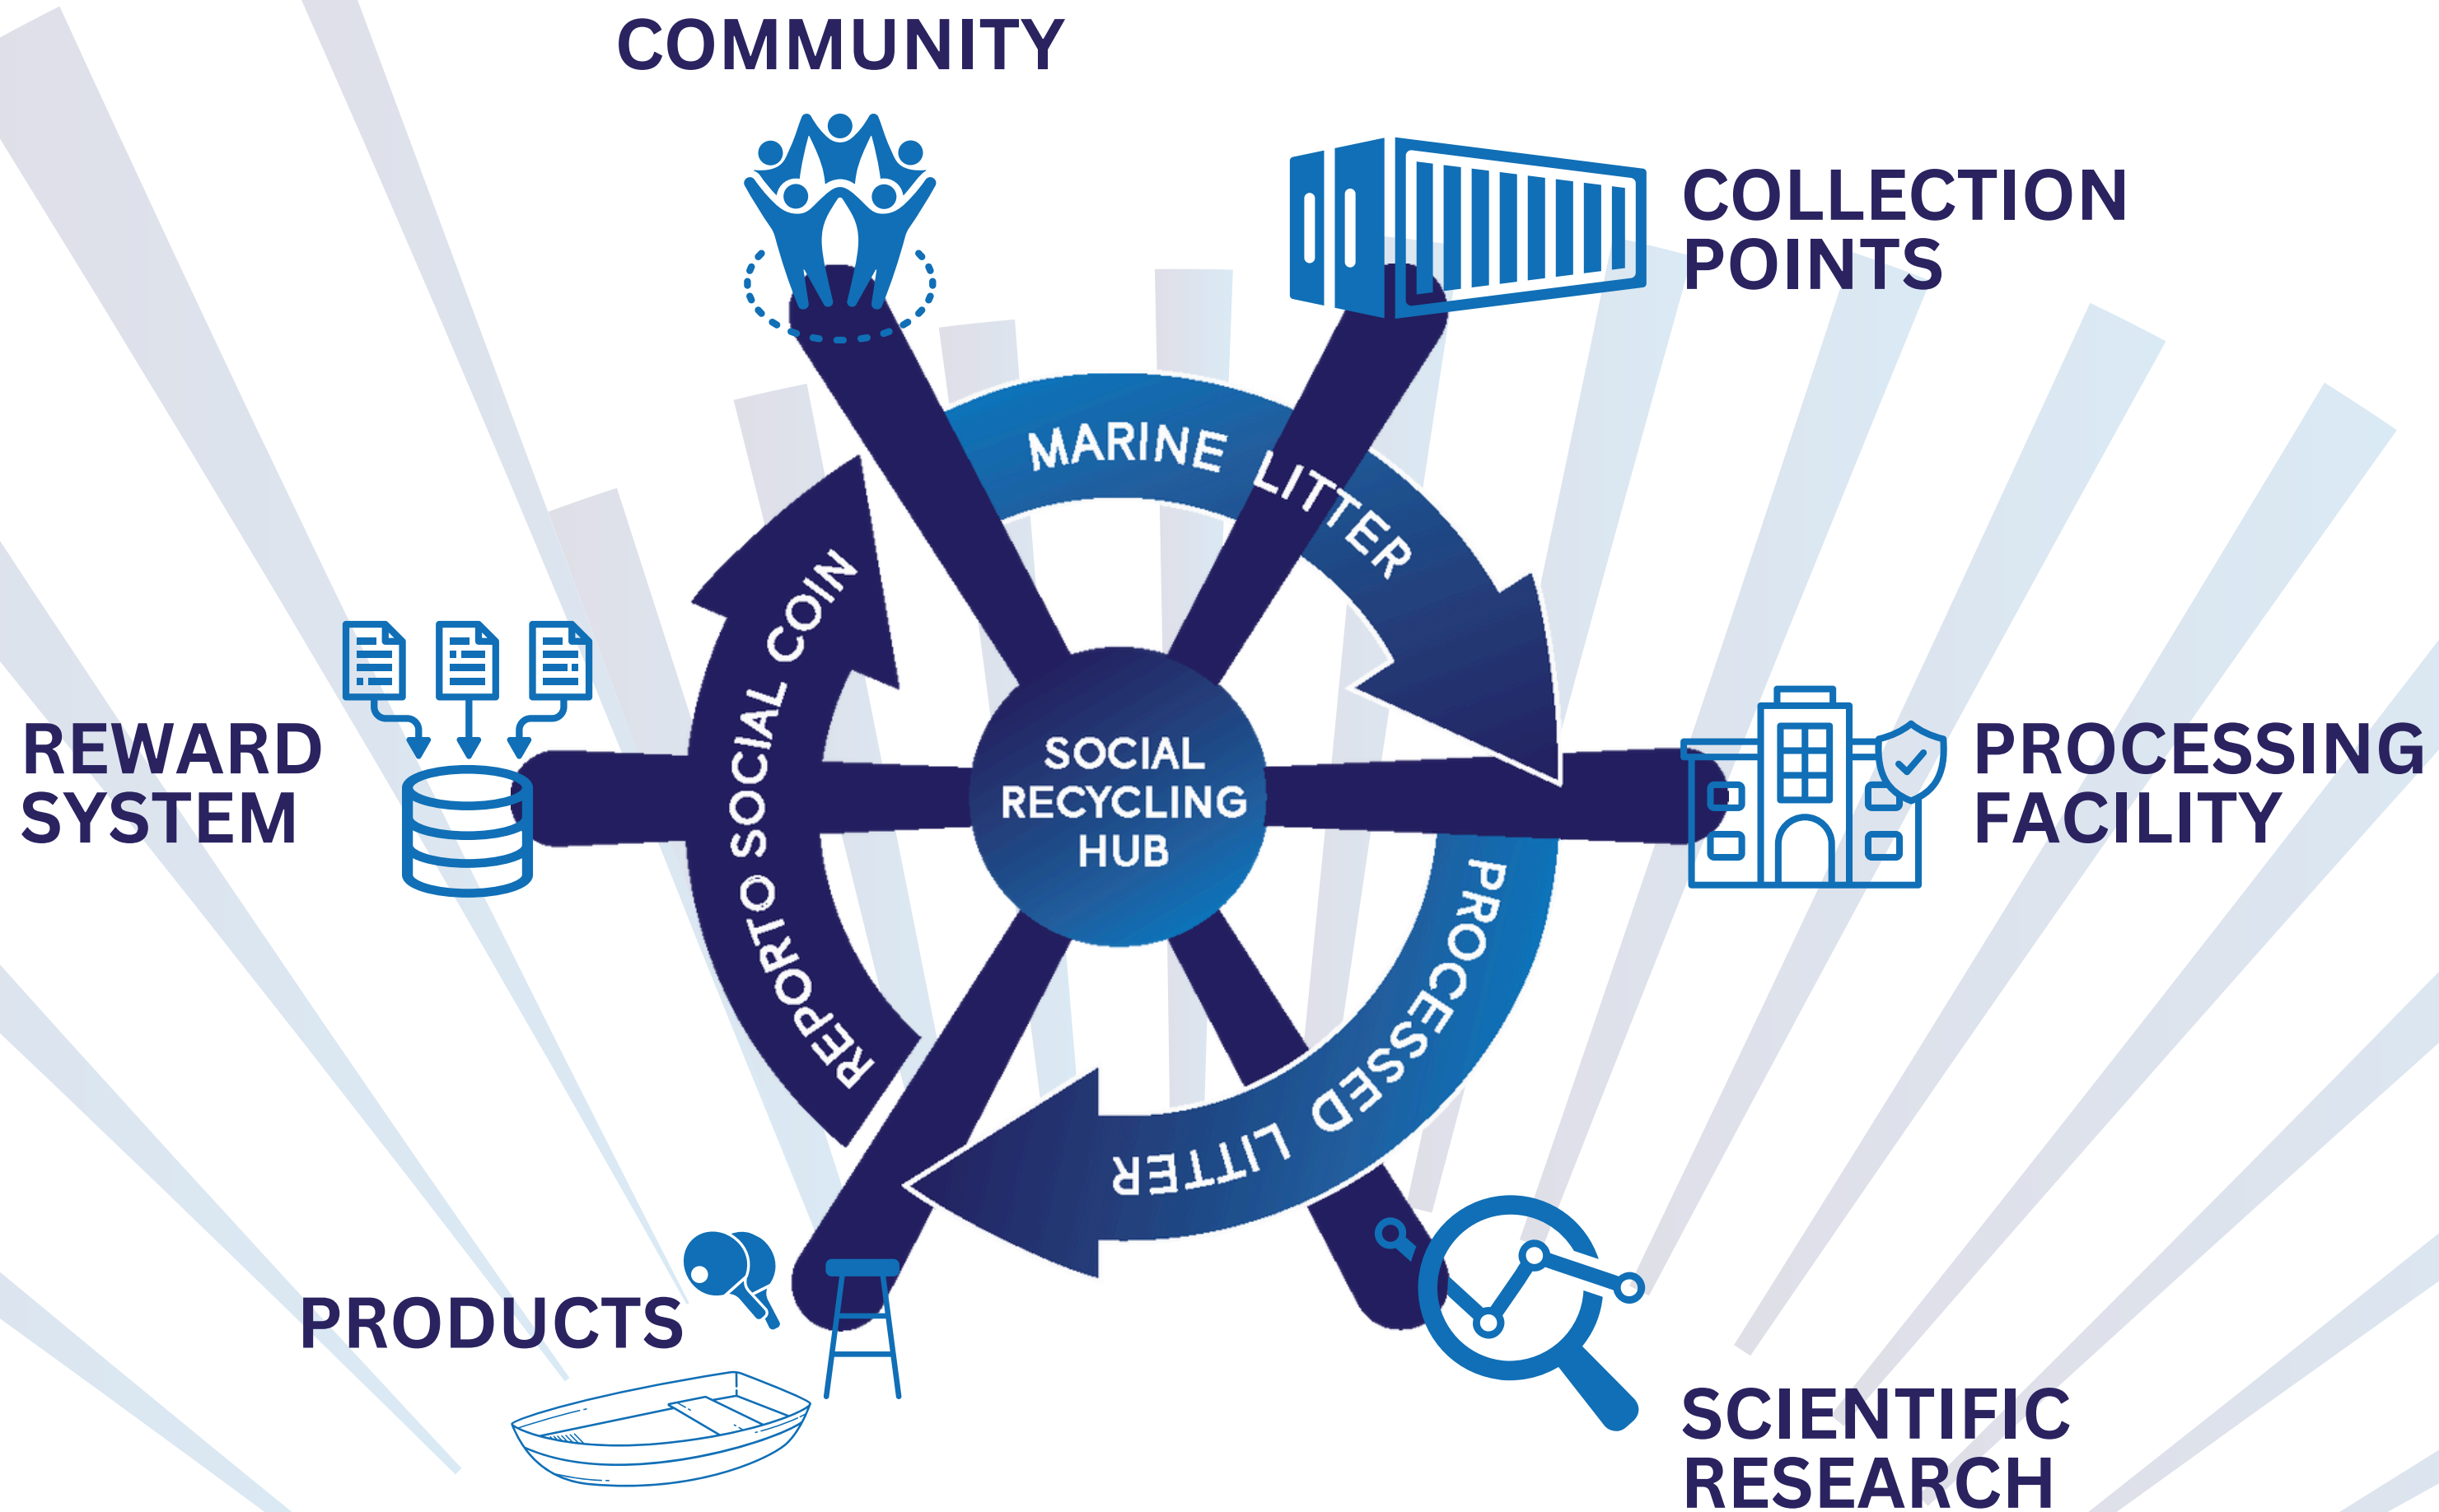 COMMUNITY
COLLECTION
POINTS
MARINE LITTER
REPORTO SOCIAL COIN
SOCIAL
RECYCLING
HUB
REWARD
SYSTEM
PROCESSING
FACILITY
PROCESSED LITTER
PRODUCTS
SCIENTIFIC
RESEARCH